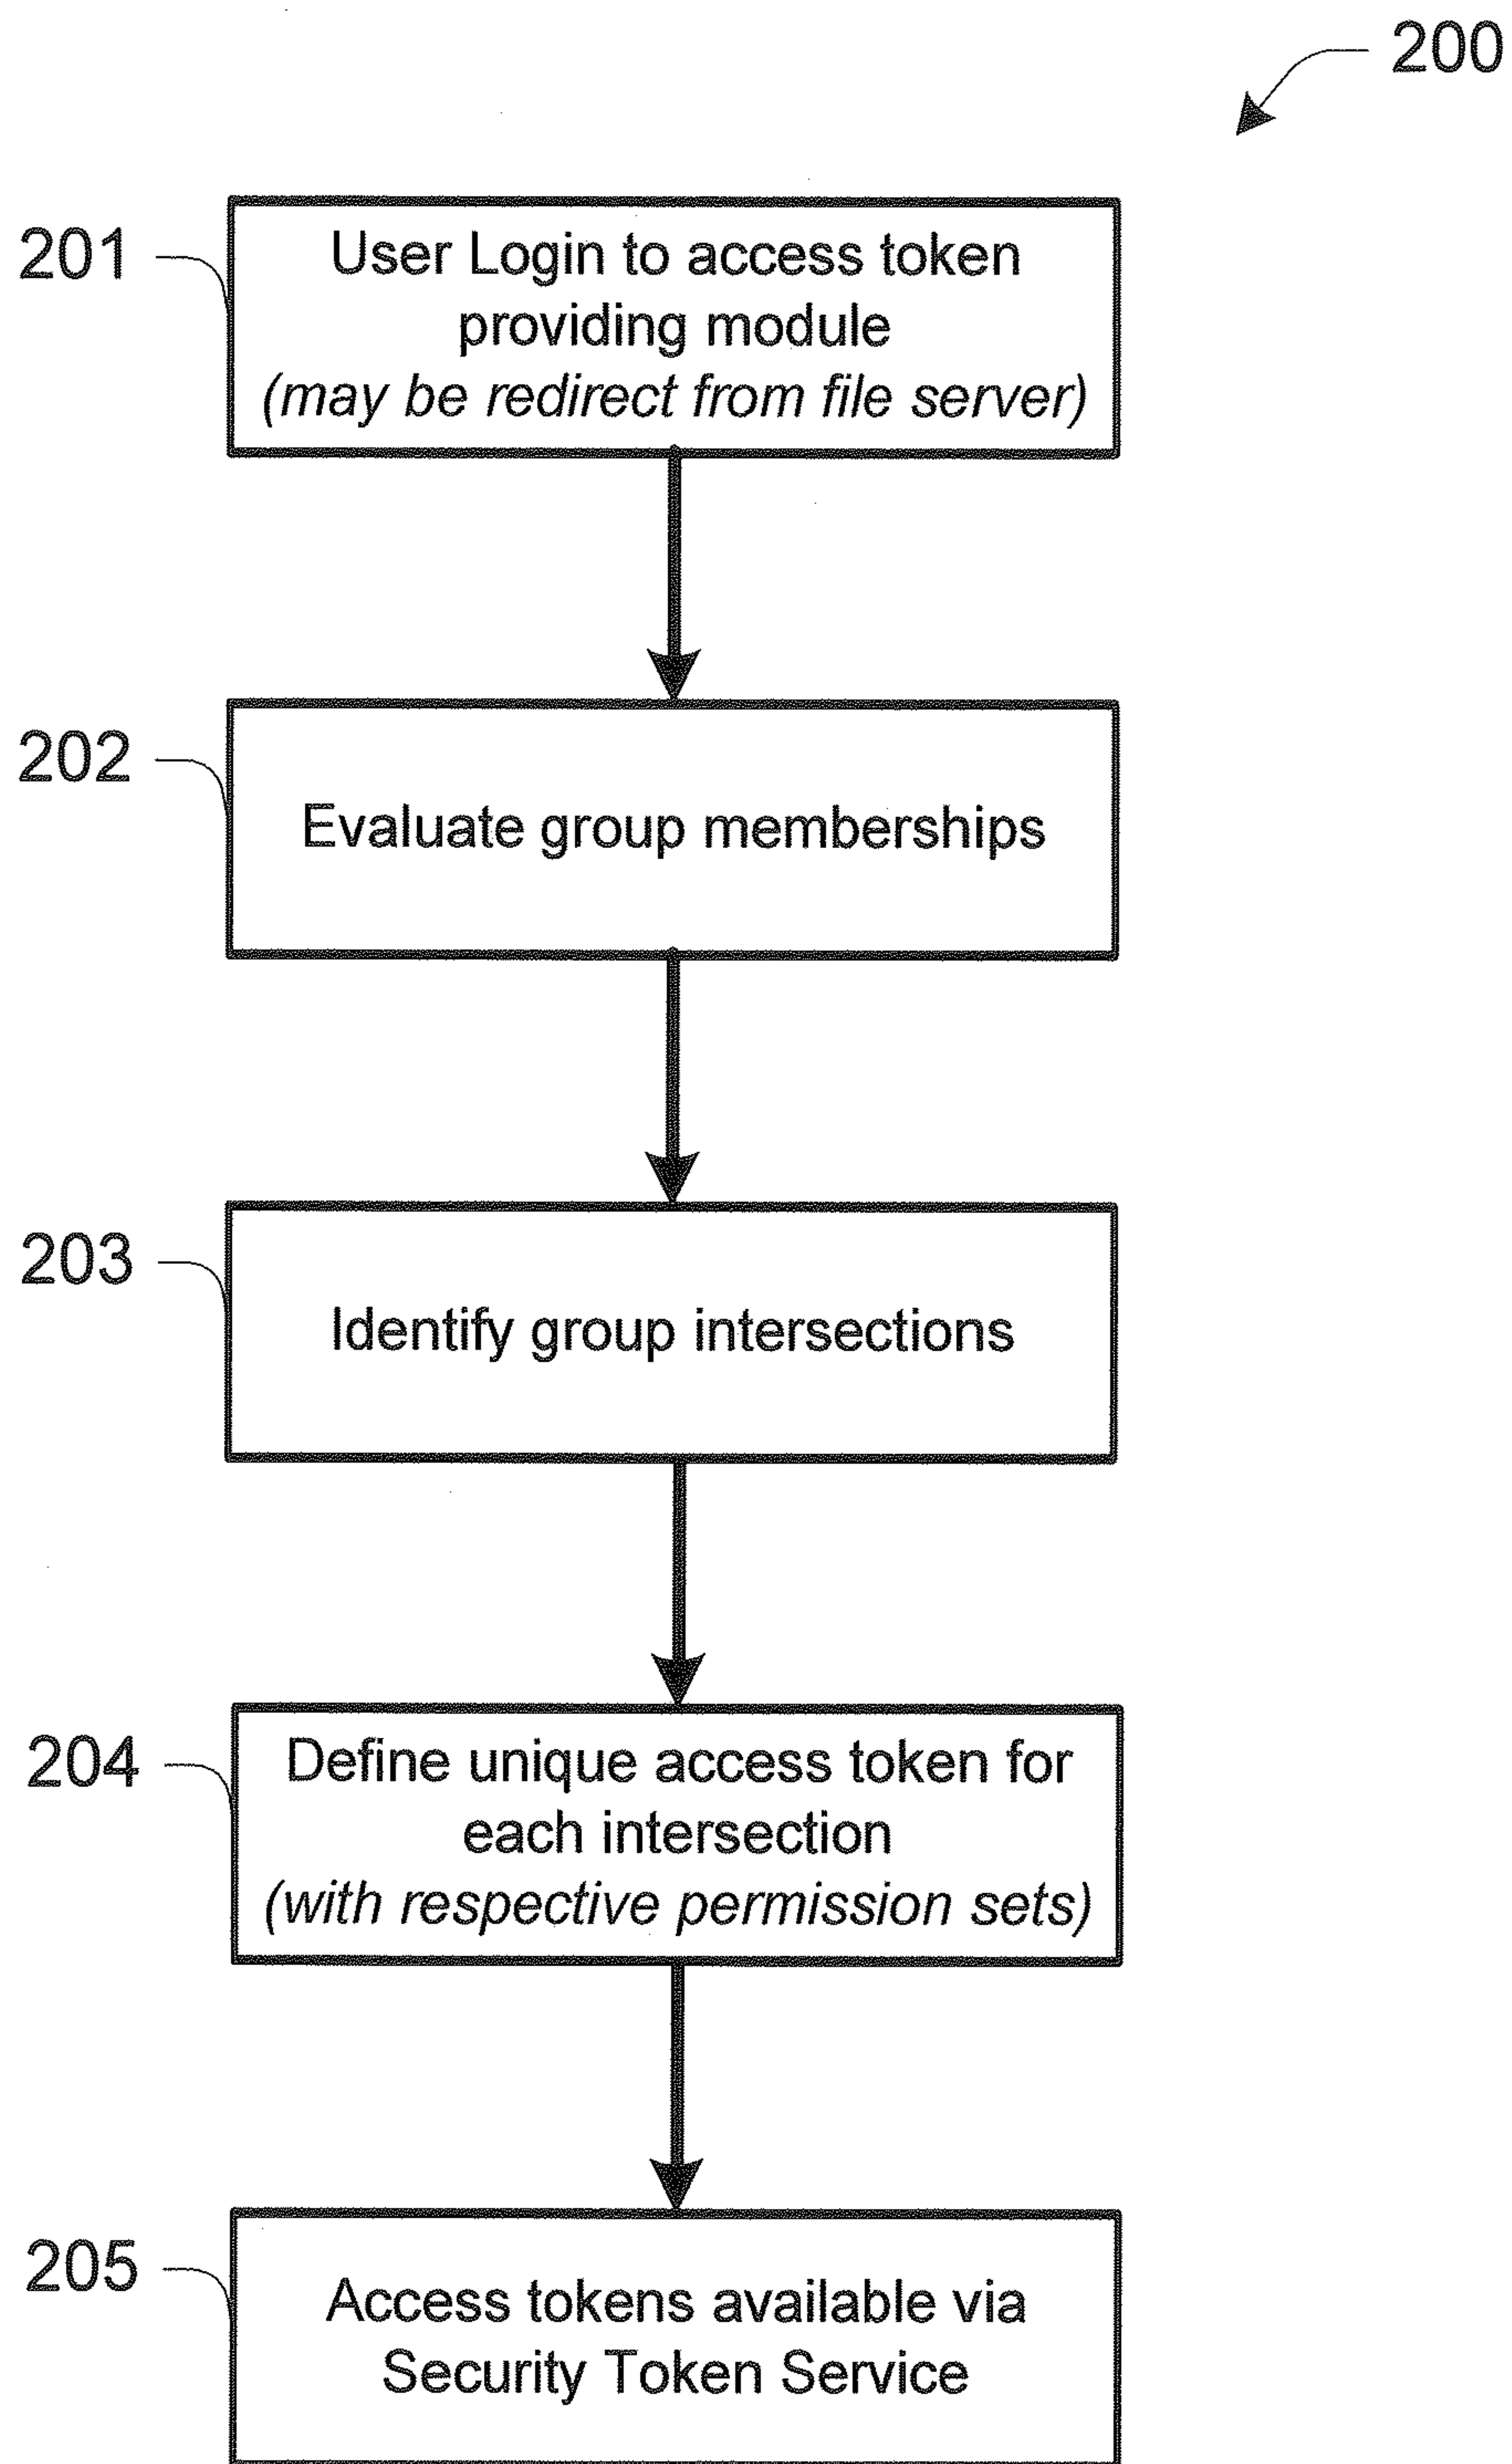 200
201
User Login to access token
providing module
(may be redirect from file server)
202
Evaluate group memberships
203
Identify group intersections
204
Define unique access token for
each intersection
(with respective permission sets)
205
Access tokens available via
Security Token Service